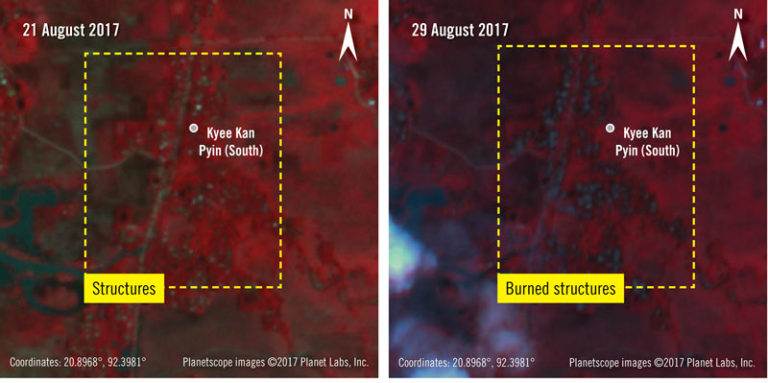 21 August 2017
N
Kyee Kan
Pyin (South)
Structures
Coordinates: 20.8968°, 92.3981°
Planetscope images ©2017 Planet Labs, Inc.
29 August 2017
N
Kyee Kan
Pyin (South)
Burned structures
Coordinates: 20.8968°, 92.3981°
Planetscope images ©2017 Planet Labs, Inc.